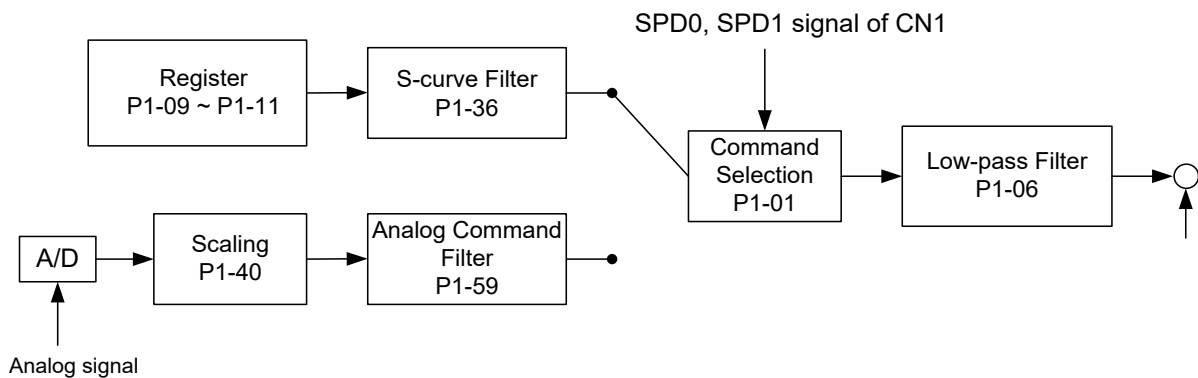 SPD0, SPD1 signal of CN1
Register
P1-09 ~ P1-11
S-curve Filter
P1-36
Command
Selection
P1-01
Low-pass Filter
P1-06
A/D
Scaling
P1-40
Analog Command
Filter
P1-59
Analog signal